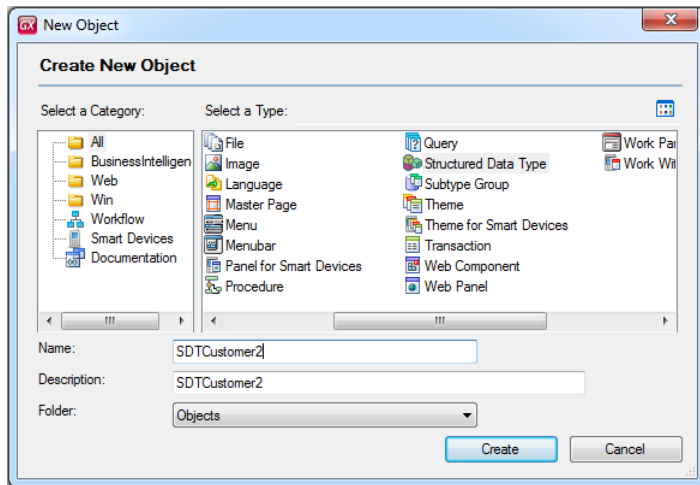 GX New Object
Create New Object
Select a Category:
Select a Type:
All
BusinessIntelligen
Web
Win
Workflow
Smart Devices
Documentation
File
Image
Language
Master Page
Menu
Menubar
Panel for Smart Devices
Procedure
Query
Structured Data Type
Subtype Group
Theme
Theme for Smart Devices
Transaction
Web Component
Web Panel
Work Pa
Work Wit
Name:
SDTCustomer2
Description:
SDTCustomer2
Folder:
Objects
Create
Cancel